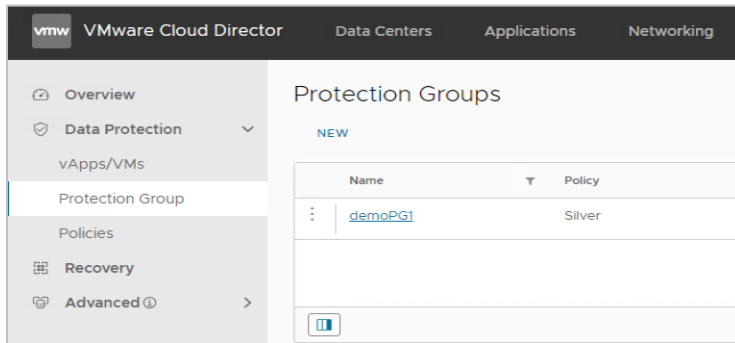 vmw VMware Cloud Director Data Centers Applications Networking
Overview
Data Protection
vApps/VMs
Protection Group
Policies
Recovery
Advanced
Protection Groups
NEW
Name Policy
demoPG1 Silver